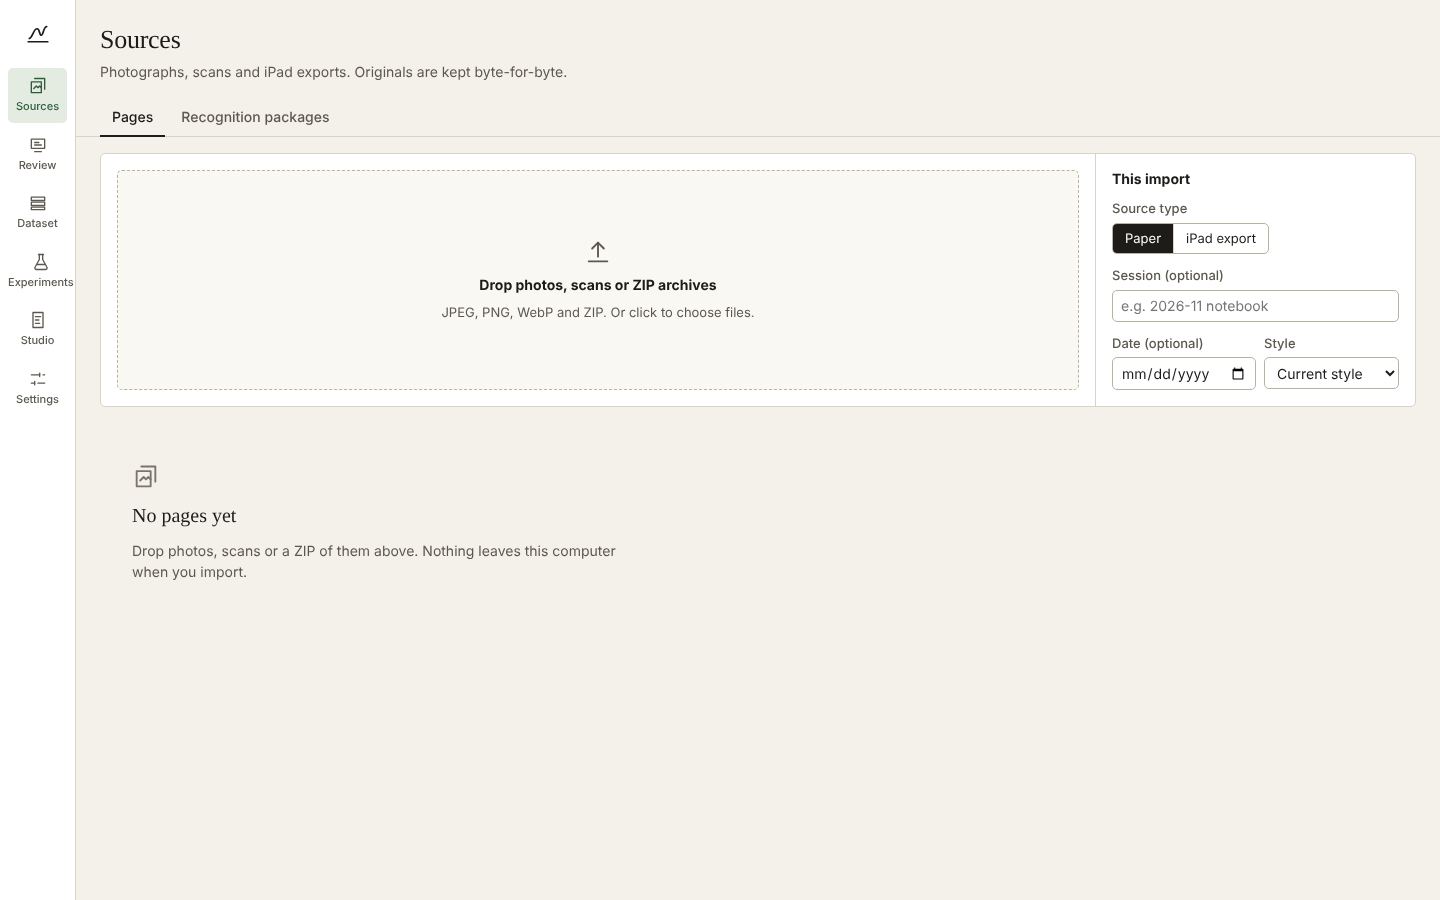 Sources
Photographs, scans and iPad exports. Originals are kept byte-for-byte.
Pages
Recognition packages
Sources
Review
Dataset
Experiments
Studio
Settings
Drop photos, scans or ZIP archives
JPEG, PNG, WebP and ZIP. Or click to choose files.
This import
Source type
Paper
iPad export
Session (optional)
e.g. 2026-11 notebook
Date (optional)
Style
mm/dd/yyyy
Current style
No pages yet
Drop photos, scans or a ZIP of them above. Nothing leaves this computer
when you import.